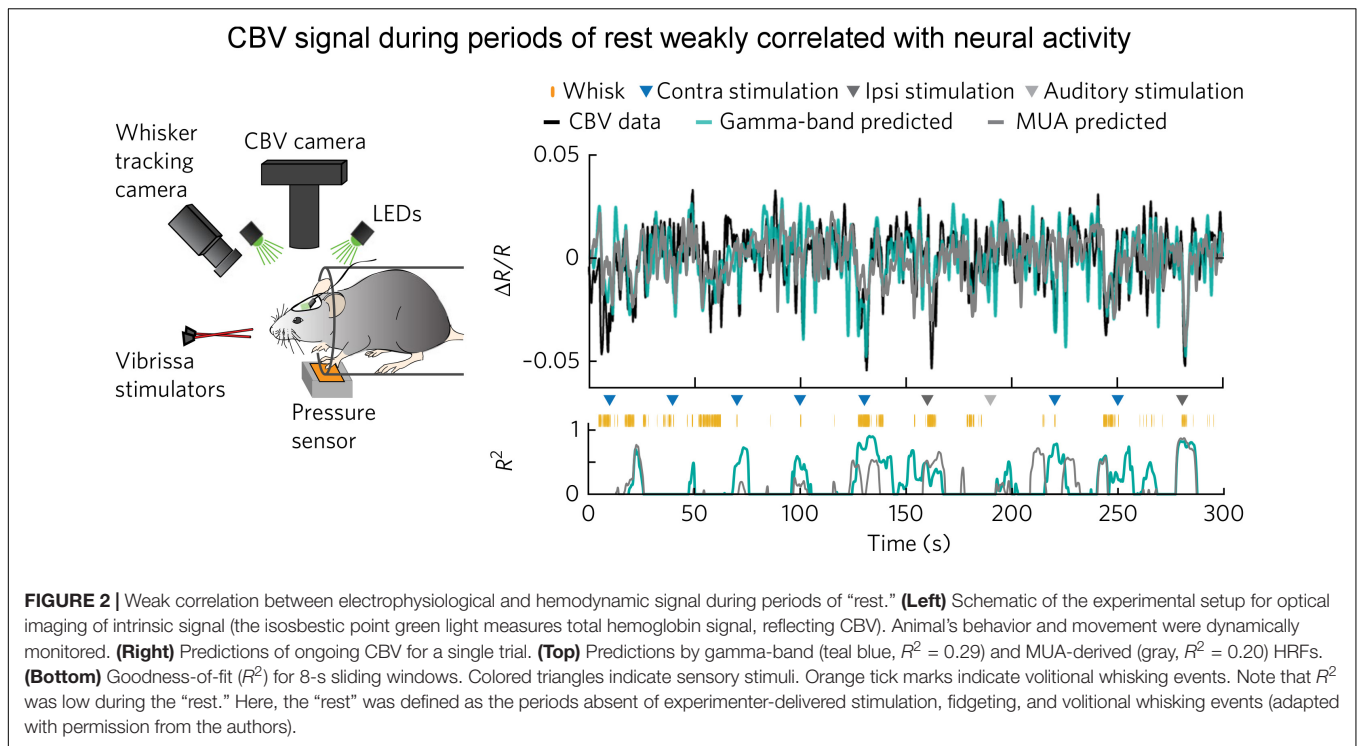 CBV signal during periods of rest weakly correlated with neural activity
Whisker
tracking
camera
CBV camera
LEDs
Vibrissa
stimulators
Pressure
sensor
Whisk Contra stimulation Ipsi stimulation Auditory stimulation
CBV data Gamma-band predicted MUA predicted
0.05
0
−0.05
ΔR/R
1
0
R²
0 50 100 150 200 250 300
Time (s)
FIGURE 2 | Weak correlation between electrophysiological and hemodynamic signal during periods of “rest.” (Left) Schematic of the experimental setup for optical
imaging of intrinsic signal (the isosbestic point green light measures total hemoglobin signal, reflecting CBV). Animal’s behavior and movement were dynamically
monitored. (Right) Predictions of ongoing CBV for a single trial. (Top) Predictions by gamma-band (teal blue, R² = 0.29) and MUA-derived (gray, R² = 0.20) HRFs.
(Bottom) Goodness-of-fit (R²) for 8-s sliding windows. Colored triangles indicate sensory stimuli. Orange tick marks indicate volitional whisking events. Note that R²
was low during the “rest.” Here, the “rest” was defined as the periods absent of experimenter-delivered stimulation, fidgeting, and volitional whisking events (adapted
with permission from the authors).